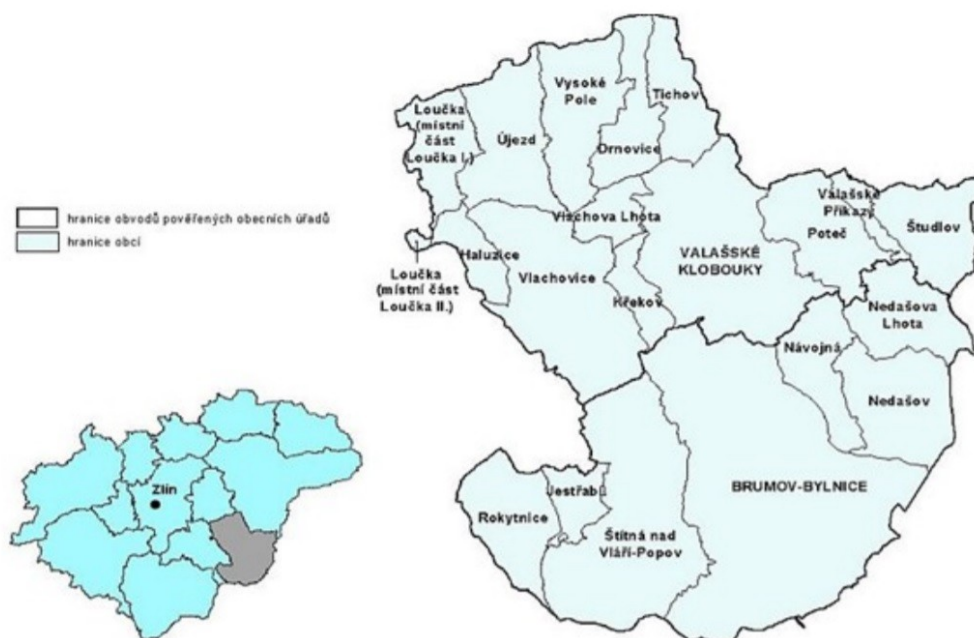 Vysoké
Pole
Tichov
Loučka
(místní
část
Loučka I.)
Újezd
Drnovice
hranice obvodů pověřených obecních úřadů
hranice obcí
Vlachova Lhota
Valašské
Příkazy
Poteč
Študlov
Haluzice
VALAŠSKÉ
KLOBOUKY
Loučka
(místní část
Loučka II.)
Vlachovice
Křekov
Nedašova
Lhota
Návojná
Nedašov
Zlín
BRUMOV-BYLNICE
Jestřabí
Rokytnice
Štítná nad
Vláří-Popov